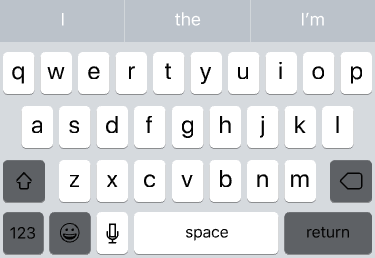 I the I'm
q w e r t y u i o p
a s d f g h j k l
z x c v b n m
123 space return